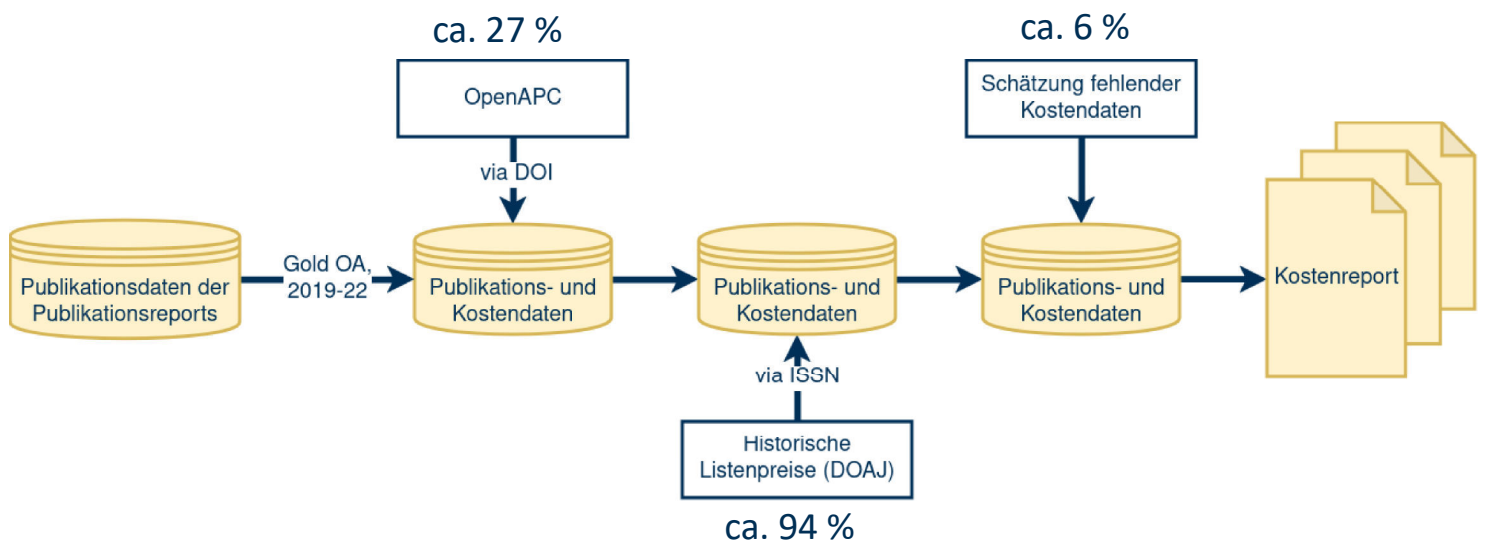 ca. 27 %
ca. 6 %
OpenAPC
Schätzung fehlender
Kostendaten
via DOI
Publikationsdaten der
Publikationsreports
Gold OA,
2019-22
Publikations- und
Kostendaten
Publikations- und
Kostendaten
Publikations- und
Kostendaten
Kostenreport
via ISSN
Historische
Listenpreise (DOAJ)
ca. 94 %